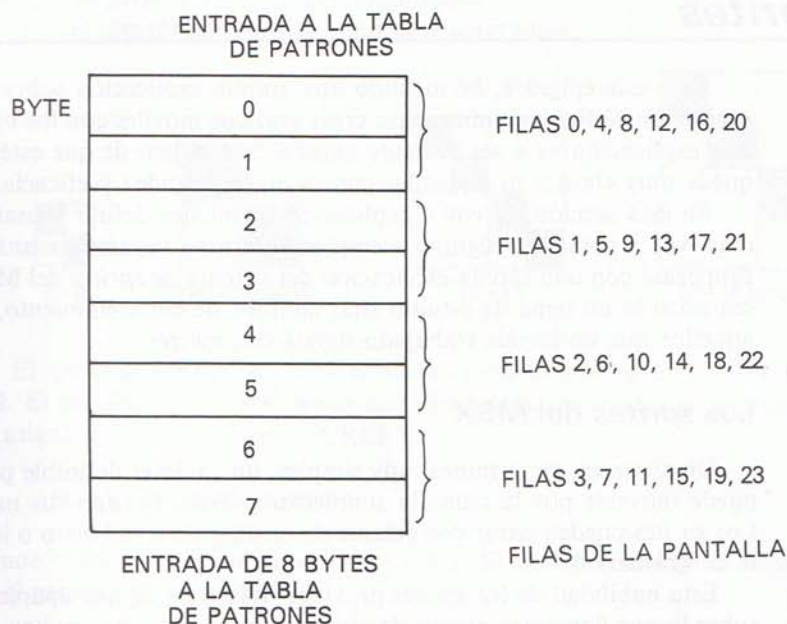 ENTRADA A LA TABLA
DE PATRONES
BYTE
0
FILAS 0, 4, 8, 12, 16, 20
1
2
FILAS 1, 5, 9, 13, 17, 21
3
4
FILAS 2, 6, 10, 14, 18, 22
5
6
FILAS 3, 7, 11, 15, 19, 23
7
ENTRADA DE 8 BYTES
A LA TABLA
DE PATRONES
FILAS DE LA PANTALLA